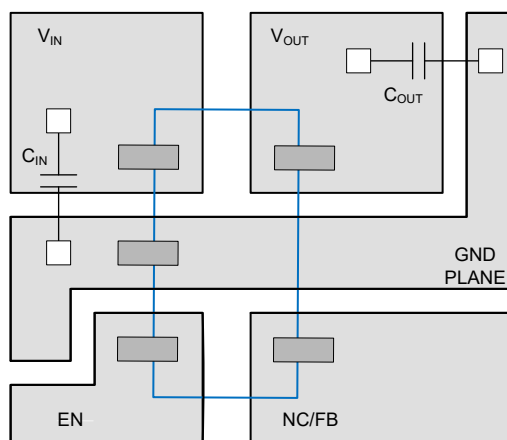 VIN
VOUT
COUT
CIN
GND
PLANE
EN
NC/FB